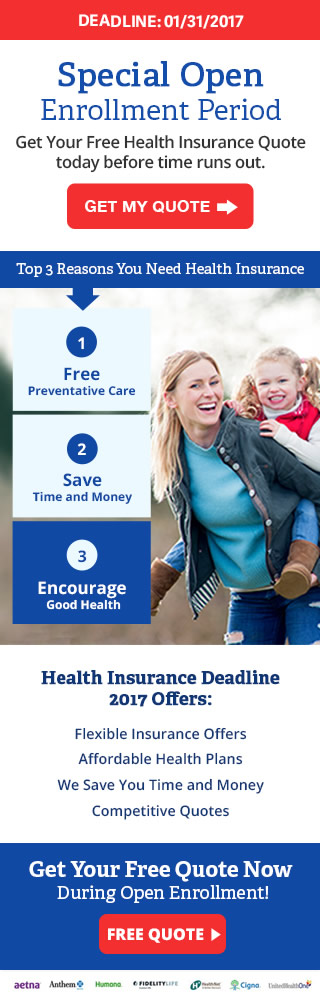 DEADLINE: 01/31/2017
Special Open
Enrollment Period
Get Your Free Health Insurance Quote
today before time runs out.
GET MY QUOTE
Top 3 Reasons You Need Health Insurance
1
Free
Preventative Care
2
Save
Time and Money
3
Encourage
Good Health
Health Insurance Deadline
2017 Offers:
Flexible Insurance Offers
Affordable Health Plans
We Save You Time and Money
Competitive Quotes
Get Your Free Quote Now
During Open Enrollment!
FREE QUOTE
aetna Anthem Humana FIDELITYLIFE HealthNet Cigna UnitedHealthOne